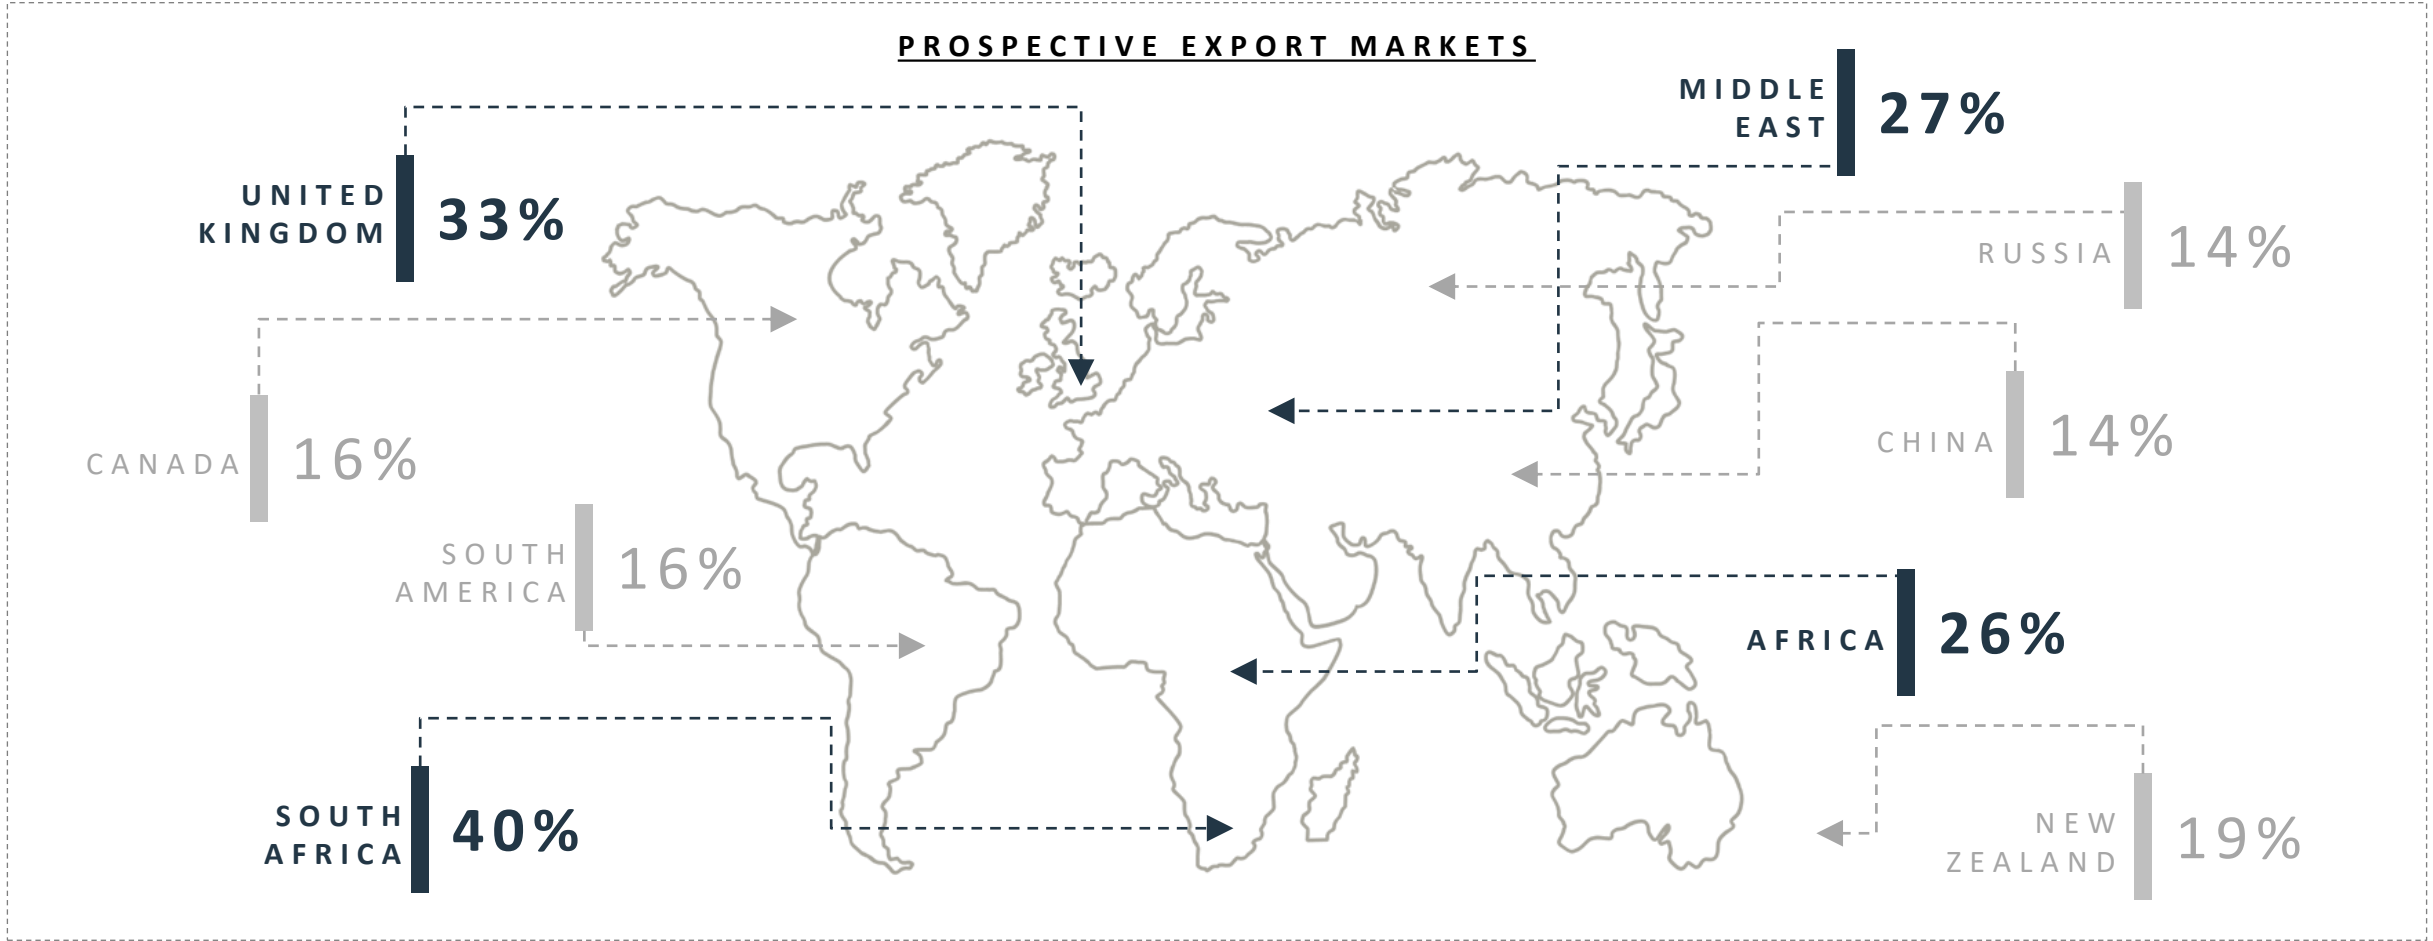 PROSPECTIVE EXPORT MARKETS
UNITED
KINGDOM
33%
CANADA
16%
SOUTH
AMERICA
16%
SOUTH
AFRICA
40%
MIDDLE
EAST
27%
RUSSIA
14%
CHINA
14%
AFRICA
26%
NEW
ZEALAND
19%